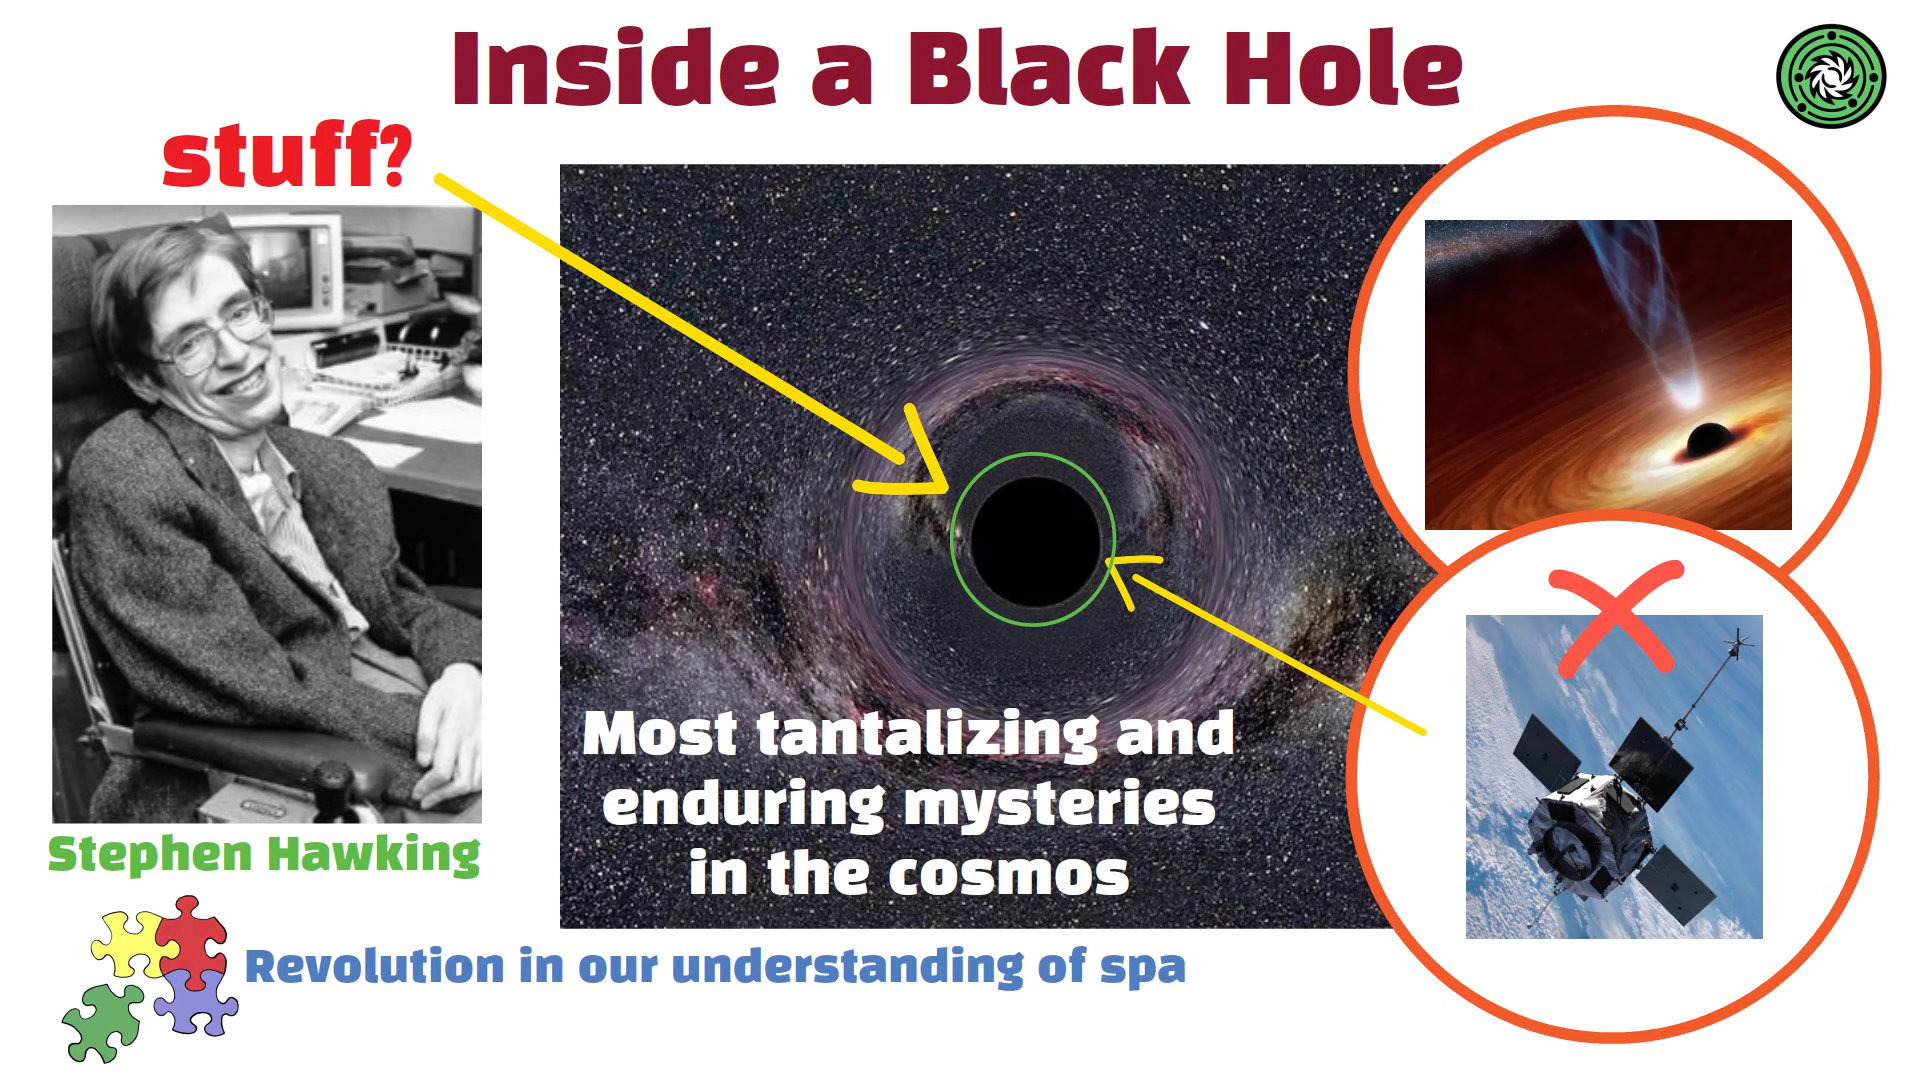 Inside a Black Hole
stuff?
Most tantalizing and
enduring mysteries
in the cosmos
Stephen Hawking
Revolution in our understanding of spa